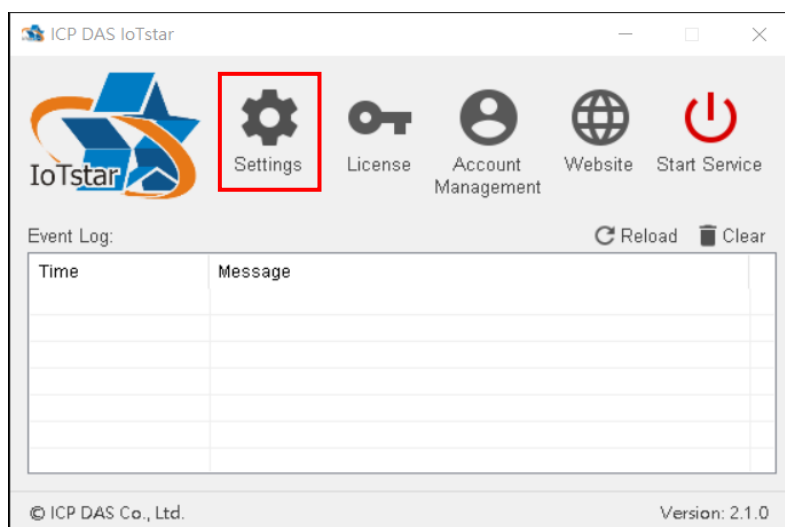 ICP DAS IoTstar
IoTstar
Settings
License
Account
Management
Website
Start Service
Event Log:
Reload
Clear
Time
Message
© ICP DAS Co., Ltd.
Version: 2.1.0